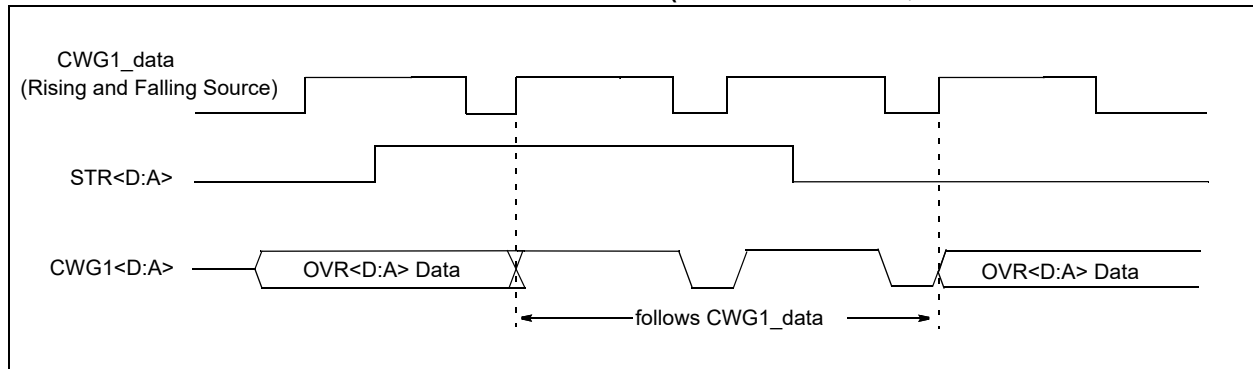 CWG1_data
(Rising and Falling Source)
STR<D:A>
CWG1<D:A>
OVR<D:A> Data
OVR<D:A> Data
follows CWG1_data